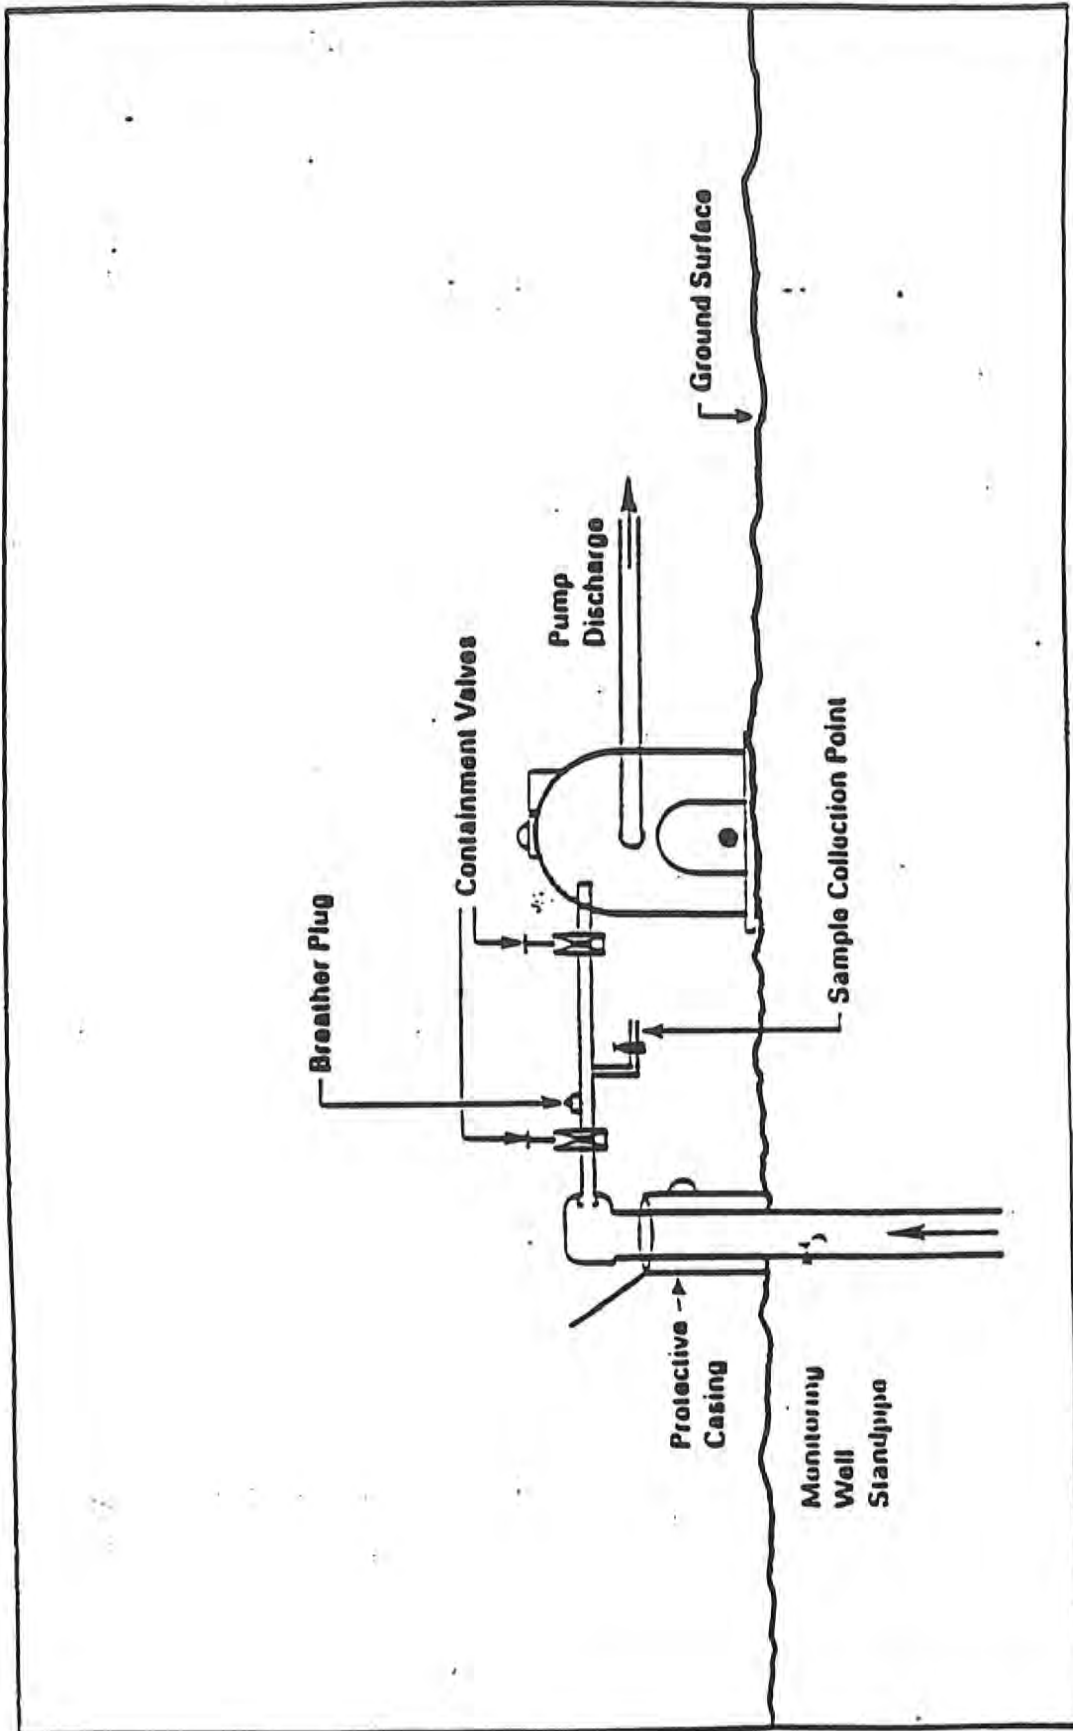 Breather Plug
Containment Valves
Pump
Discharge
Ground Surface
Protective
Casing
Sample Collection Point
Monitoring
Well
Standpipe